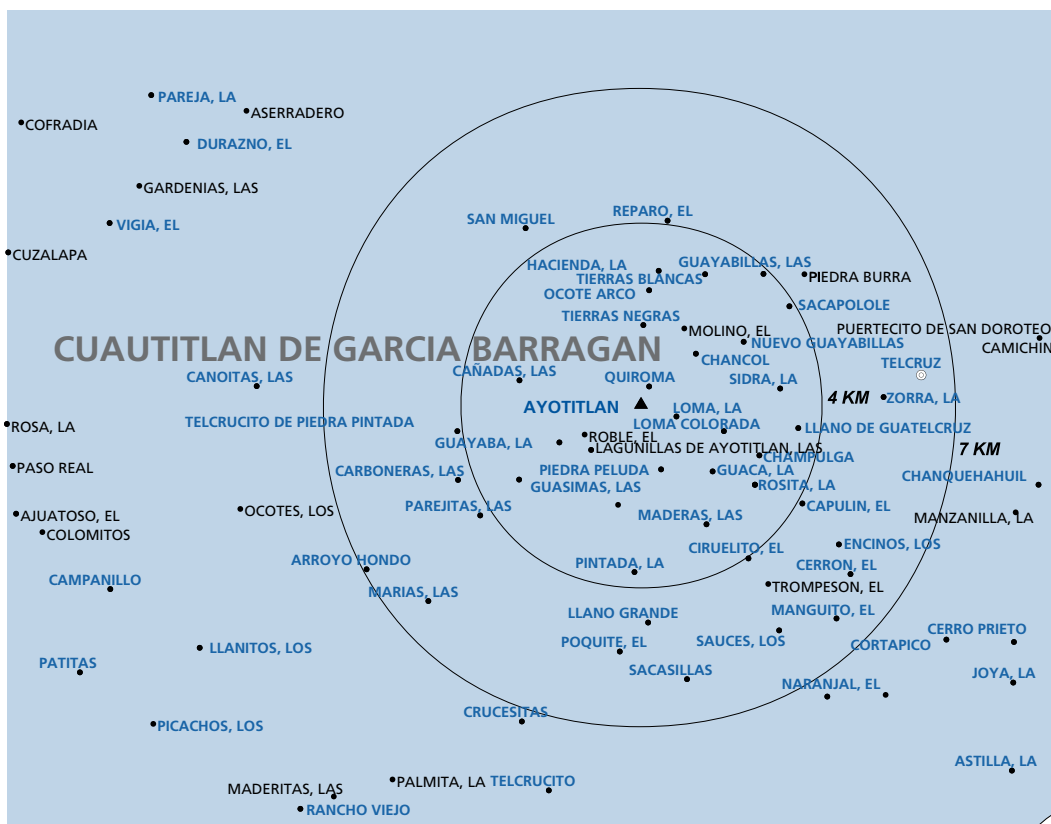 PAREJA, LA
ASERRADERO
COFRADIA
DURAZNO, EL
GARDENIAS, LAS
VIGIA, EL
SAN MIGUEL
REPARO, EL
CUZALAPA
HACIENDA, LA
GUAYABILLAS, LAS
TIERRAS BLANCAS
PIEDRA BURRA
OCOTE ARCO
SACAPOLOLE
TIERRAS NEGRAS
MOLINO, EL
PUERTECITO DE SAN DOROTEO
NUEVO GUAYABILLAS
CAMICHIN
CUAUTITLAN DE GARCIA BARRAGAN
CHANCOL
TELCRUZ
CAÑADAS, LAS
CANOITAS, LAS
QUIROMA
SIDRA, LA
4 KM
ZORRA, LA
AYOTITLAN
LOMA, LA
TELCRUCITO DE PIEDRA PINTADA
LOMA COLORADA
ROSA, LA
LLANO DE GUATELCRUZ
GUAYABA, LA
ROBLE, EL
LAGUNILLAS DE AYOTITLAN, LAS
7 KM
CHAMPULGA
PASO REAL
CARBONERAS, LAS
PIEDRA PELUDA
GUACA, LA
CHANQUEHAHUIL
GUASIMAS, LAS
ROSITA, LA
PAREJITAS, LAS
CAPULIN, EL
AJUATOSO, EL
OCOTES, LOS
MADERAS, LAS
MANZANILLA, LA
COLOMITOS
ENCINOS, LOS
CIRUELITO, EL
ARROYO HONDO
PINTADA, LA
CERRON, EL
CAMPANILLO
MARIAS, LAS
TROMPESON, EL
LLANO GRANDE
MANGUITO, EL
CERRO PRIETO
POQUITE, EL
SAUCES, LOS
CORTAPICO
LLANITOS, LOS
PATITAS
SACASILLAS
JOYA, LA
NARANJAL, EL
CRUCESITAS
PICACHOS, LOS
ASTILLA, LA
PALMITA, LA
TELCRUCITO
MADERITAS, LAS
RANCHO VIEJO